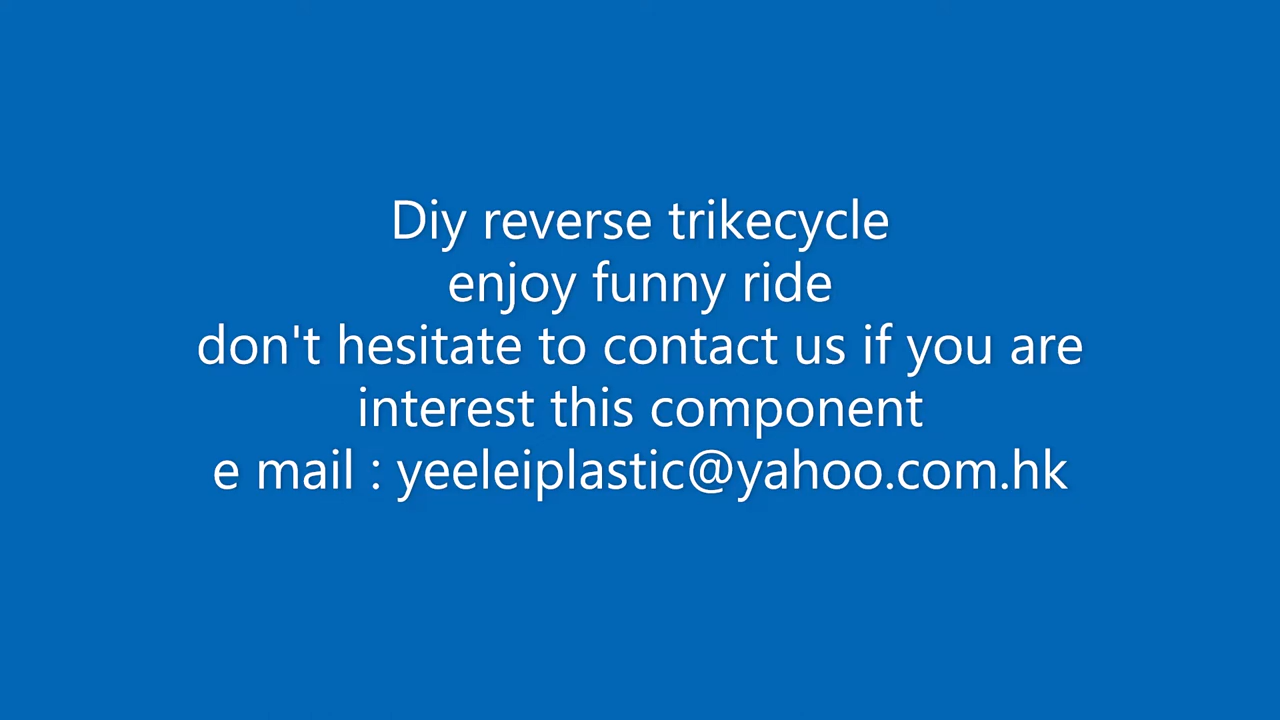 Diy reverse trikecycle
enjoy funny ride
don't hesitate to contact us if you are
interest this component
e mail : yeeleiplastic@yahoo.com.hk